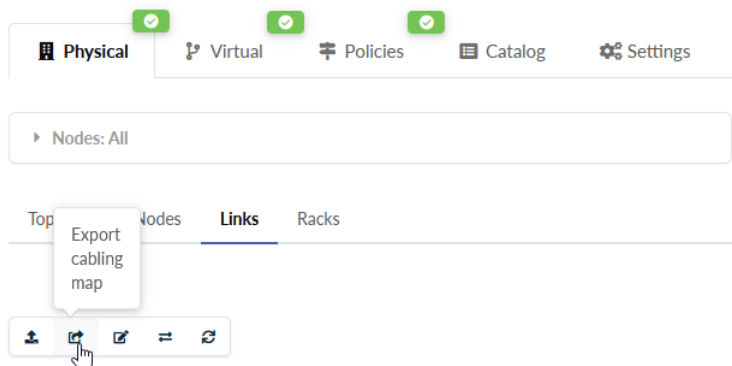 Physical
Virtual
Policies
Catalog
Settings
Nodes: All
Top
Nodes
Links
Racks
Export
cabling
map